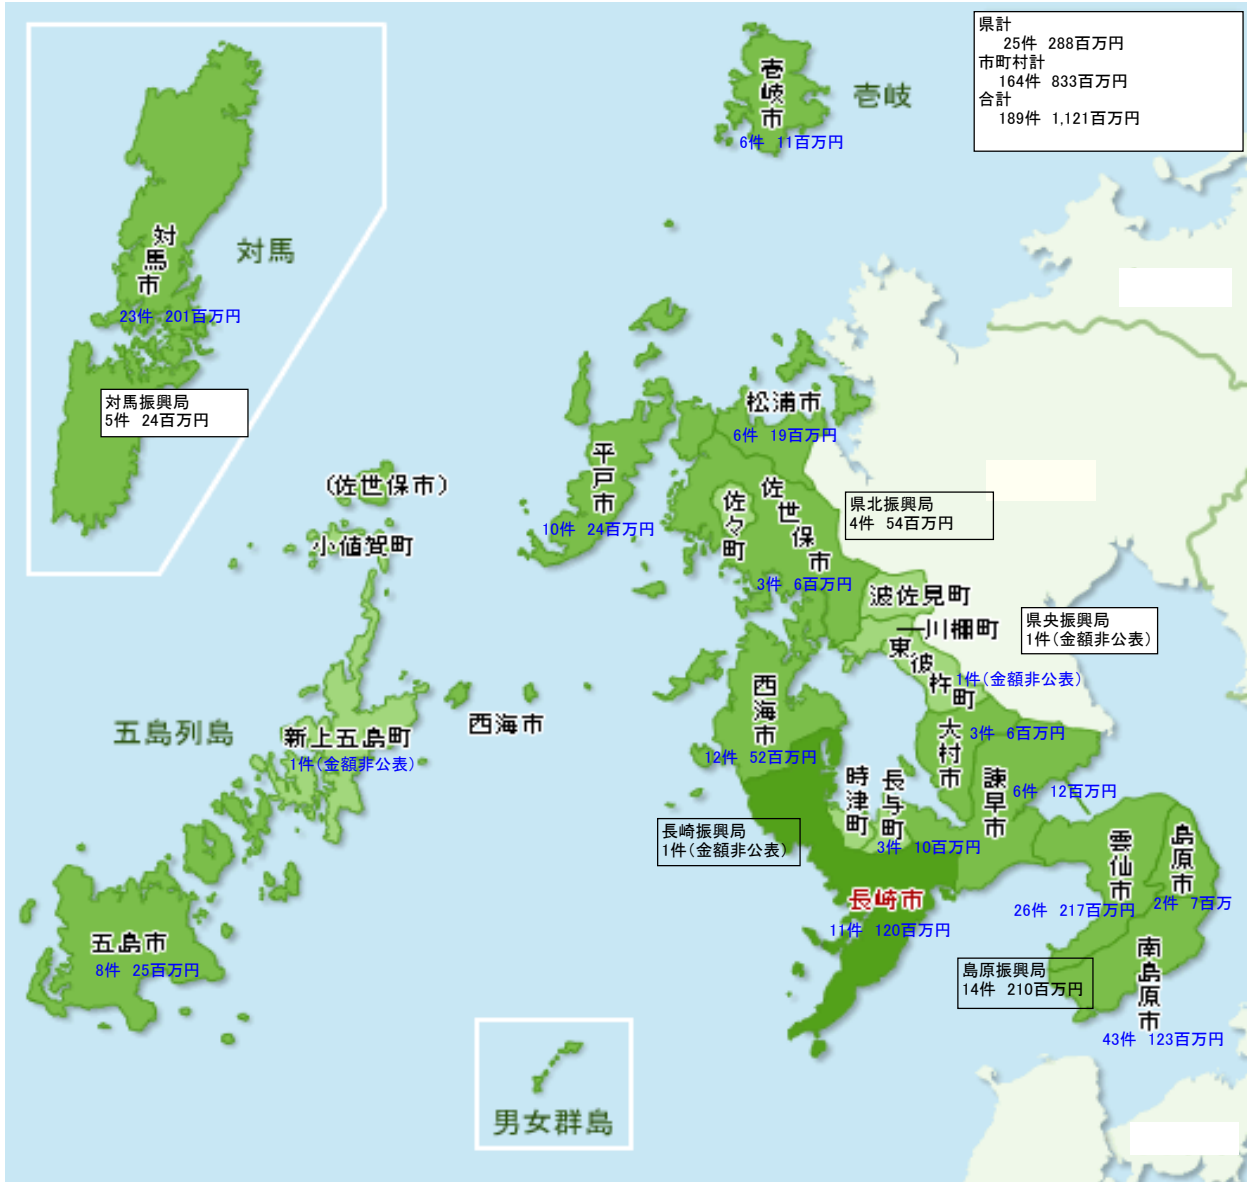 県計
25件 288百万円
市町村計
164件 833百万円
合計
189件 1,121百万円
壱岐市
壱岐
6件 11百万円
対馬市
対馬
23件 201百万円
対馬振興局
5件 24百万円
松浦市
6件 19百万円
平戸市
10件 24百万円
(佐世保市)
小値賀町
佐々町
佐世保市
3件 6百万円
県北振興局
4件 54百万円
波佐見町
川棚町
県央振興局
1件(金額非公表)
東彼杵町
1件(金額非公表)
西海市
12件 52百万円
西海市
五島列島
新上五島町
1件(金額非公表)
大村市
3件 6百万円
時津町
長与町
3件 10百万円
諫早市
6件 12百万円
長崎振興局
1件(金額非公表)
長崎市
11件 120百万円
雲仙市
26件 217百万円
島原市
2件 7百万
五島市
8件 25百万円
島原振興局
14件 210百万円
南島原市
43件 123百万円
男女群島